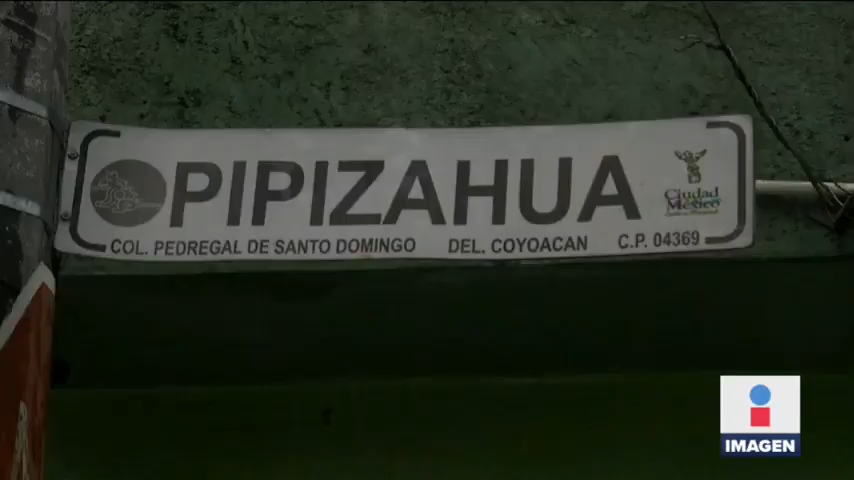 PIPIZAHUA
Ciudad
de México
COL. PEDREGAL DE SANTO DOMINGO DEL. COYOACAN C.P. 04369
IMAGEN